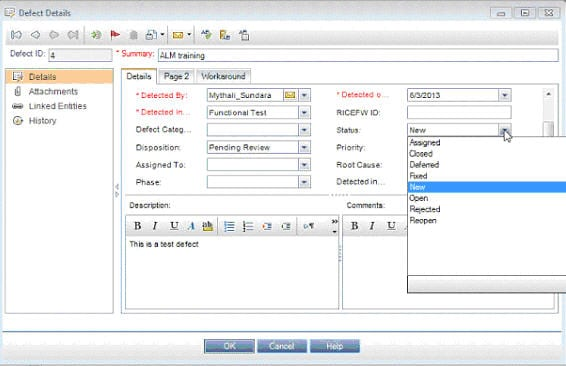 Defect Details
Defect ID: 4 * Summary: ALM training
Details
Attachments
Linked Entities
History
Details Page 2 Workaround
* Detected By: Mythali_Sundara * Detected o... 6/3/2013
* Detected In... Functional Test RICEFW ID:
Defect Categ... Status: New
Disposition: Pending Review Priority:
Assigned To: Root Cause:
Phase: Detected in...
Assigned
Closed
Deferred
Fixed
New
Open
Rejected
Reopen
Description: Comments:
B I U A ab B I U
This is a test defect
OK Cancel Help